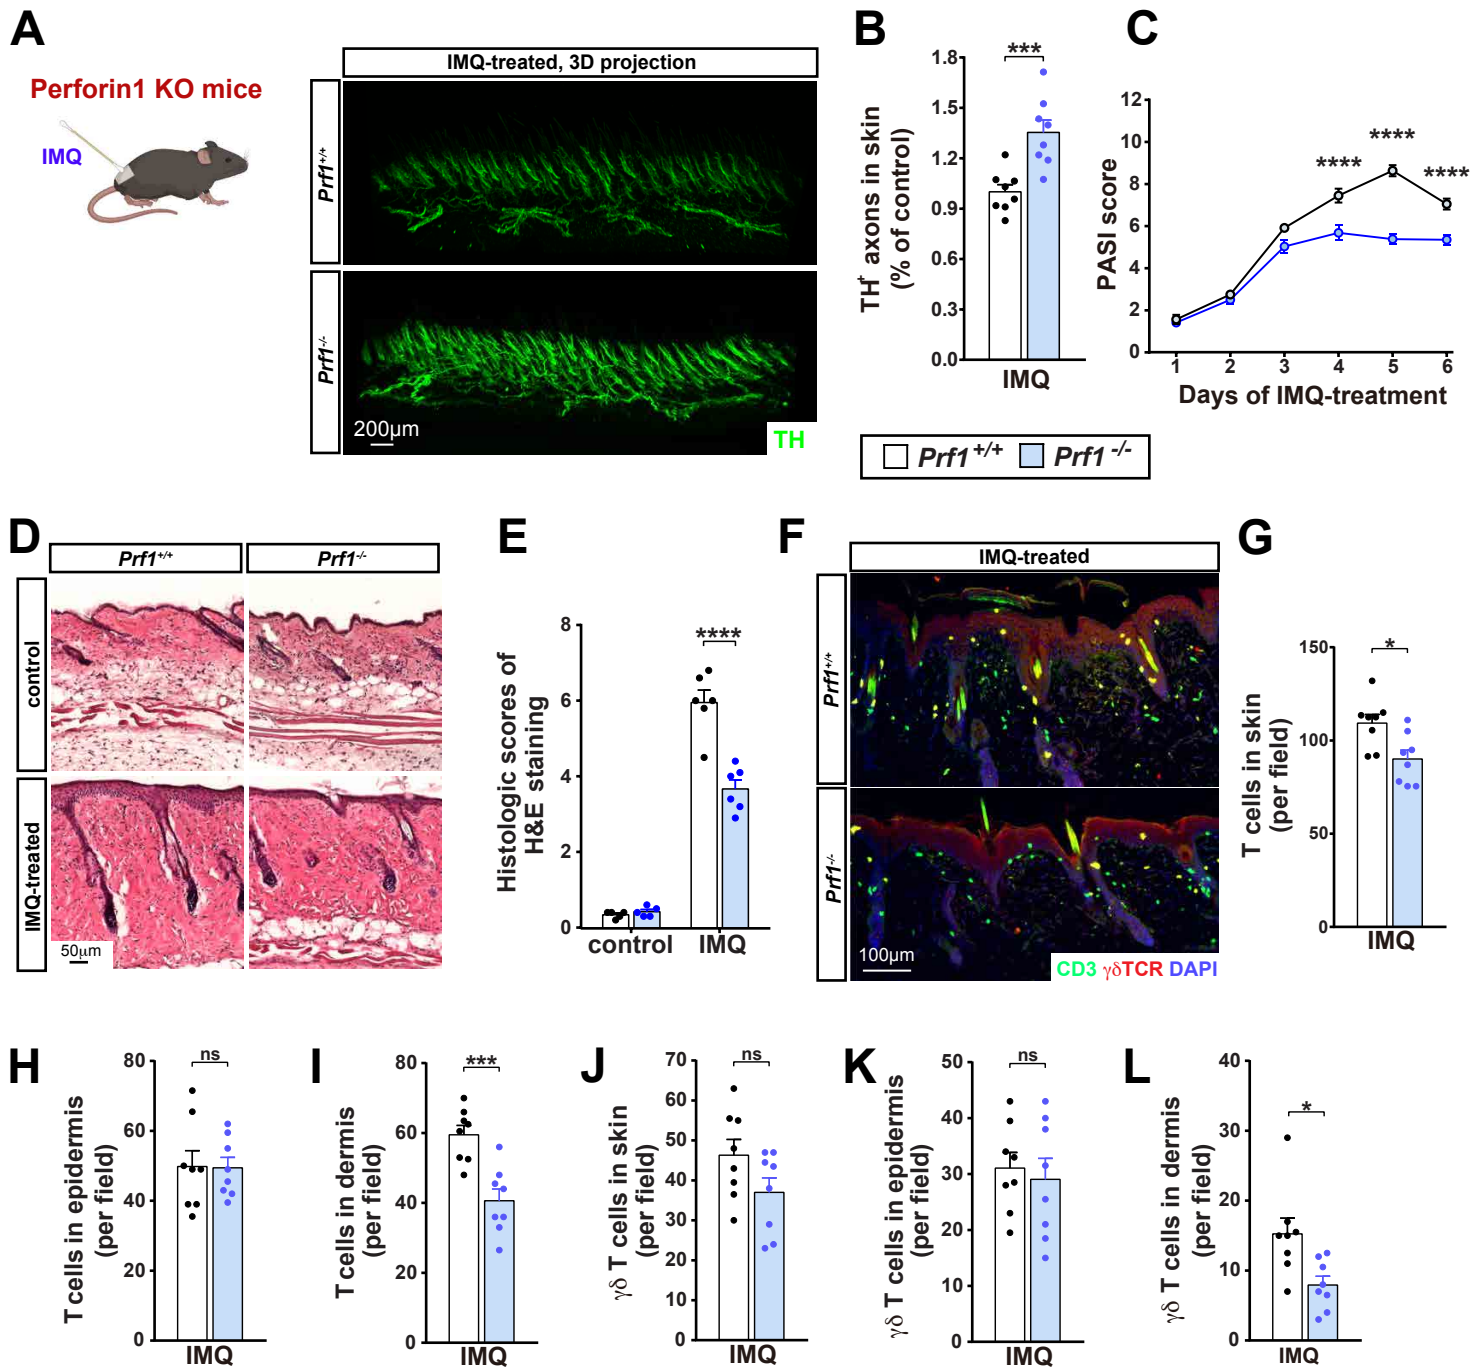 A
Perforin1 KO mice
IMQ
IMQ-treated, 3D projection
Prf1+/+
Prf1-/-
200μm
TH
B
TH+ axons in skin
(% of control)
1.8
1.5
1.2
0.9
0.6
0.3
0.0
***
IMQ
C
PASI score
12
10
8
6
4
2
0
****
****
****
1 2 3 4 5 6
Days of IMQ-treatment
Prf1+/+ Prf1-/-
D
Prf1+/+
Prf1-/-
control
IMQ-treated
50μm
E
Histologic scores of
H&E staining
8
6
4
2
0
****
control IMQ
F
IMQ-treated
Prf1+/+
Prf1-/-
100μm
CD3 γδTCR DAPI
G
T cells in skin
(per field)
150
100
50
0
*
IMQ
H
T cells in epidermis
(per field)
80
60
40
20
0
ns
IMQ
I
T cells in dermis
(per field)
80
60
40
20
0
***
IMQ
J
γδ T cells in skin
(per field)
70
60
50
40
30
20
10
0
ns
IMQ
K
γδ T cells in epidermis
(per field)
50
40
30
20
10
0
ns
IMQ
L
γδ T cells in dermis
(per field)
40
30
20
10
0
*
IMQ